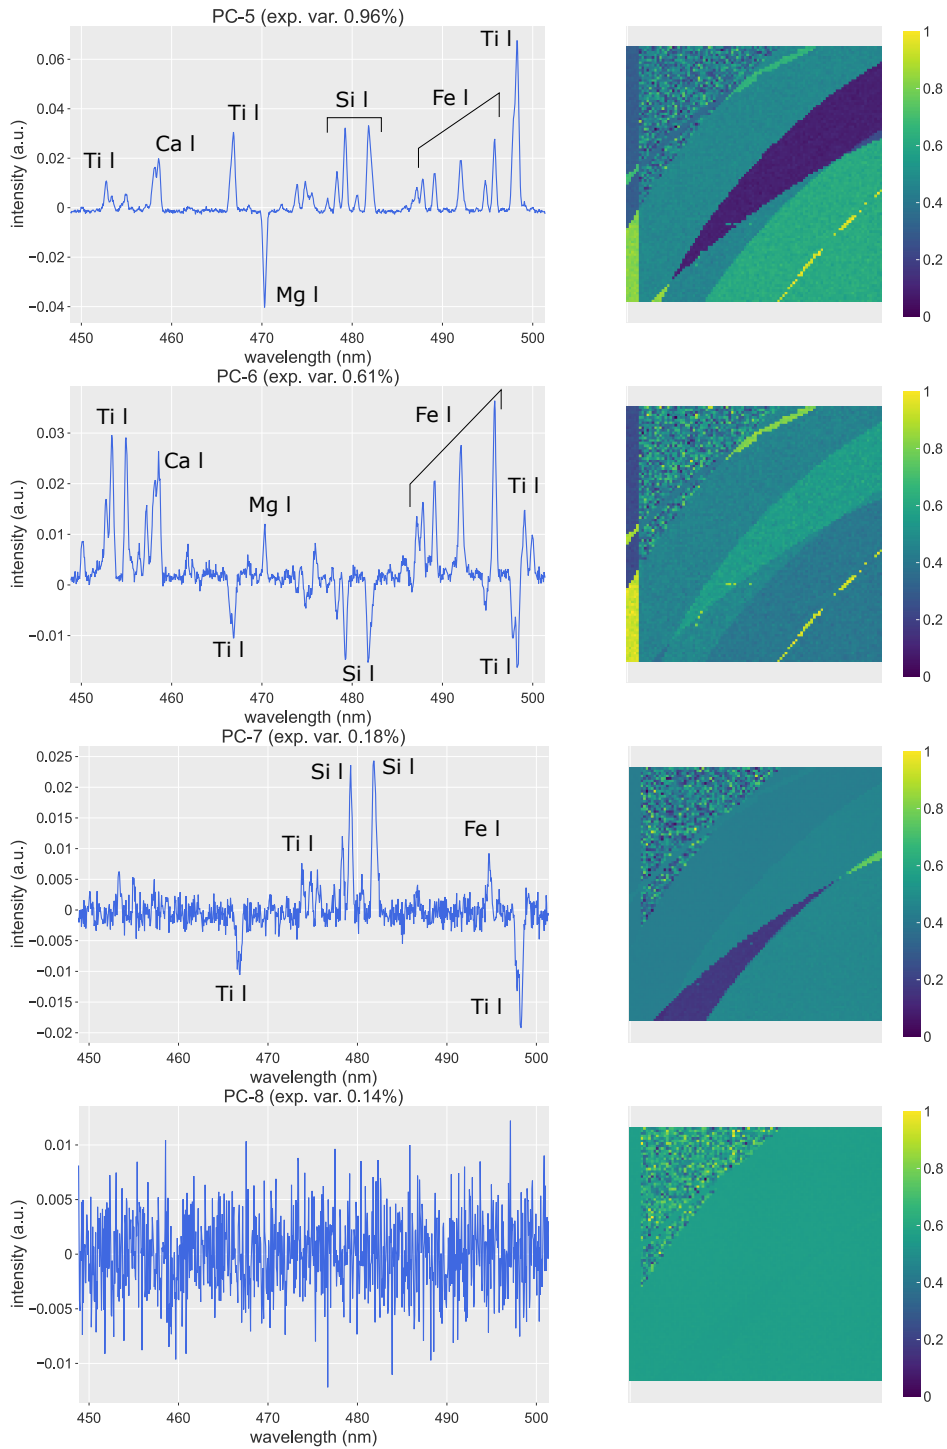 PC-5 (exp. var. 0.96%)
Ti I
Ca I
Ti I
Si I
Fe I
Ti I
Mg I
intensity (a.u.)
0.06
0.04
0.02
0
−0.02
−0.04
450
460
470
480
490
500
wavelength (nm)
1
0.8
0.6
0.4
0.2
0
PC-6 (exp. var. 0.61%)
Ti I
Ca I
Mg I
Fe I
Ti I
Ti I
Si I
Ti I
intensity (a.u.)
0.03
0.02
0.01
0
−0.01
450
460
470
480
490
500
wavelength (nm)
1
0.8
0.6
0.4
0.2
0
PC-7 (exp. var. 0.18%)
Si I
Si I
Ti I
Fe I
Ti I
Ti I
intensity (a.u.)
0.025
0.02
0.015
0.01
0.005
0
−0.005
−0.01
−0.015
−0.02
450
460
470
480
490
500
wavelength (nm)
1
0.8
0.6
0.4
0.2
0
PC-8 (exp. var. 0.14%)
intensity (a.u.)
0.01
0.005
0
−0.005
−0.01
450
460
470
480
490
500
wavelength (nm)
1
0.8
0.6
0.4
0.2
0